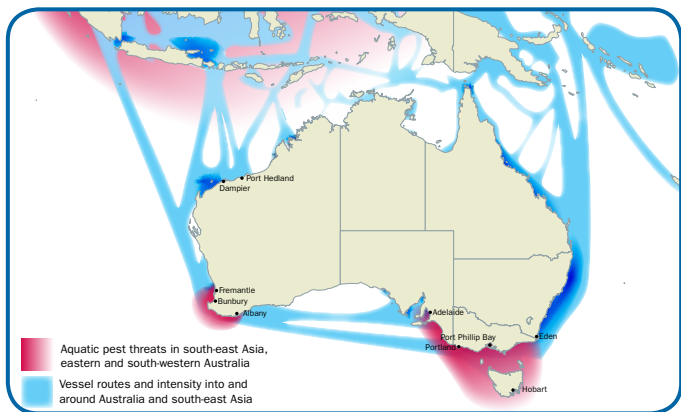 Port Hedland
Dampier
Fremantle
Bunbury
Albany
Adelaide
Port Phillip Bay
Portland
Eden
Hobart
Aquatic pest threats in south-east Asia,
eastern and south-western Australia
Vessel routes and intensity into and
around Australia and south-east Asia